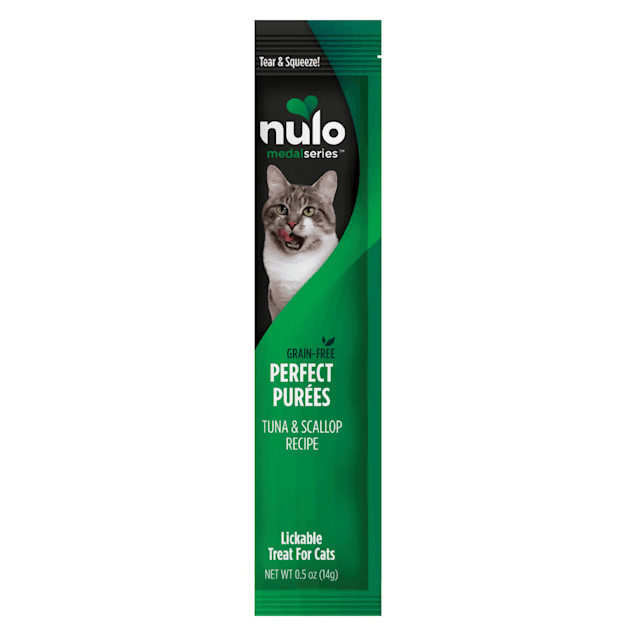 Tear & Squeeze!
nulo
medalseries™
GRAIN-FREE
PERFECT
PURÉES
TUNA & SCALLOP
RECIPE
Lickable
Treat For Cats
NET WT 0.5 oz (14g)